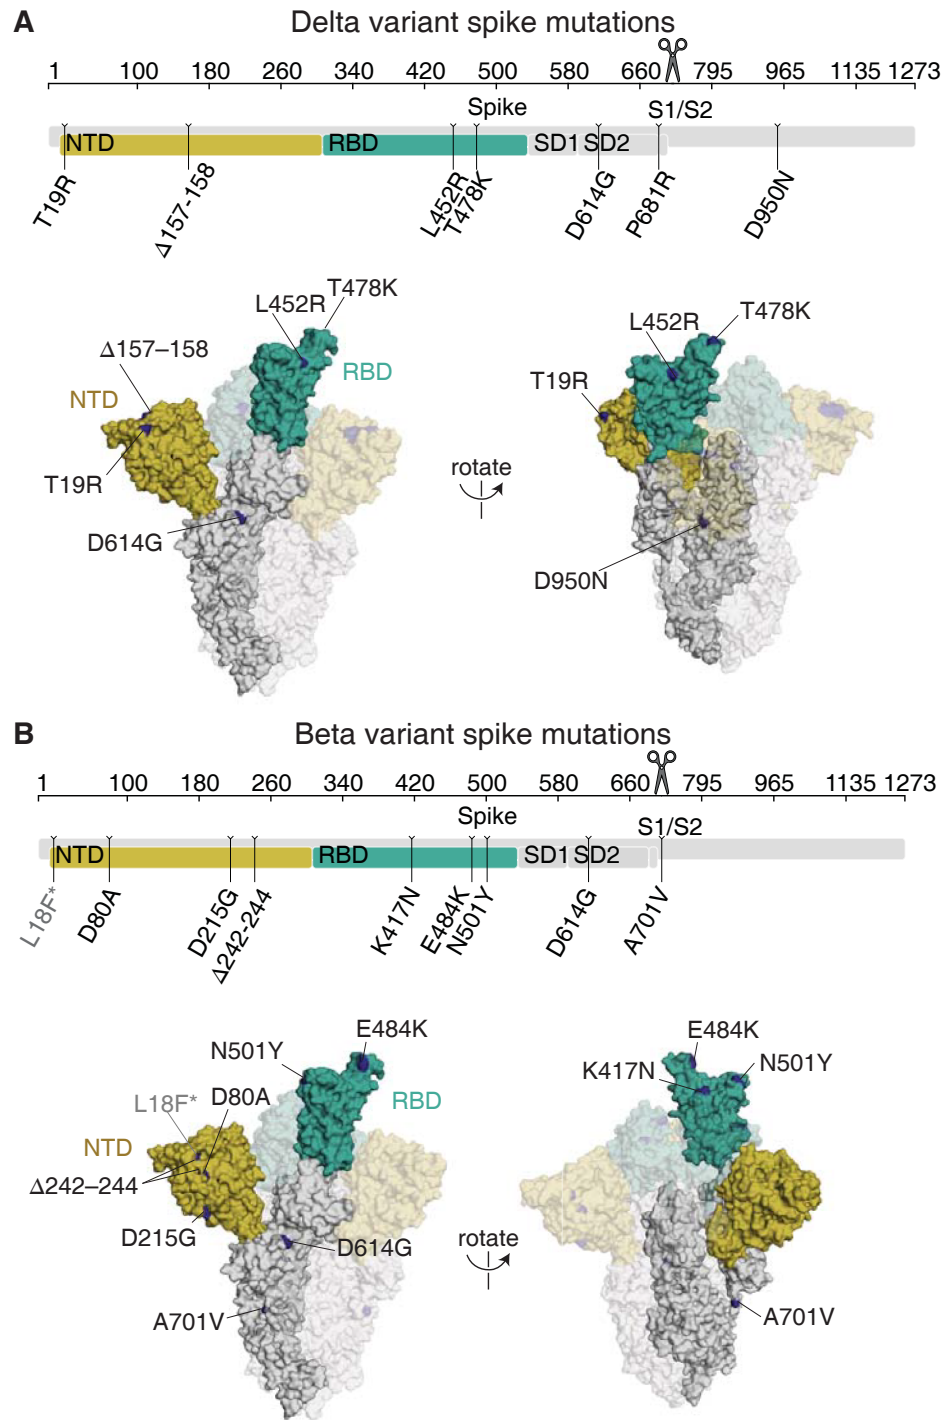 A
Delta variant spike mutations
1 100 180 260 340 420 500 580 660 795 965 1135 1273
Spike
S1/S2
NTD RBD SD1 SD2
T19R Δ157-158 L452R T478K D614G P681R D950N
T478K
L452R
Δ157–158
RBD
NTD
T19R
D614G
rotate
T478K
L452R
T19R
D950N
B
Beta variant spike mutations
1 100 180 260 340 420 500 580 660 795 965 1135 1273
Spike
S1/S2
NTD RBD SD1 SD2
L18F* D80A D215G Δ242-244 K417N E484K N501Y D614G A701V
E484K
N501Y
L18F* D80A
RBD
NTD
Δ242–244
D215G
D614G
A701V
rotate
E484K
K417N
N501Y
A701V